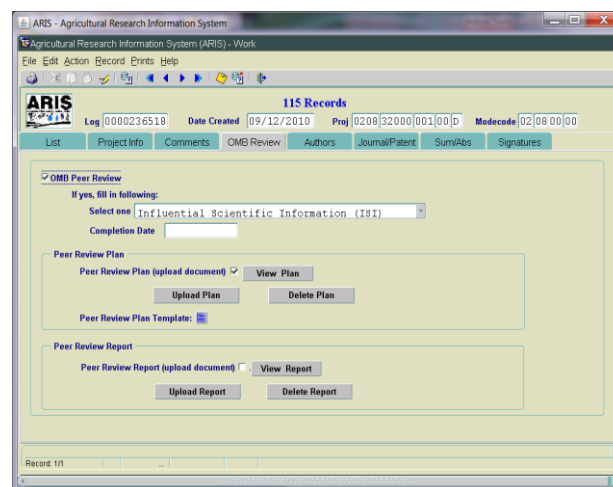 ARIS - Agricultural Research Information System
Agricultural Research Information System (ARIS) - Work
File Edit Action Record Prints Help
ARIS
115 Records
Log 0000236518 Date Created 09/12/2010 Proj 0208 32000 001 00 D Modecode 02 08 00 00
List Project Info Comments OMB Review Authors Journal/Patent Sum/Abs Signatures
OMB Peer Review
If yes, fill in following:
Select one Influential Scientific Information (ISI)
Completion Date
Peer Review Plan
Peer Review Plan (upload document) View Plan
Upload Plan Delete Plan
Peer Review Plan Template:
Peer Review Report
Peer Review Report (upload document) . View Report
Upload Report Delete Report
Record: 1/1 ...